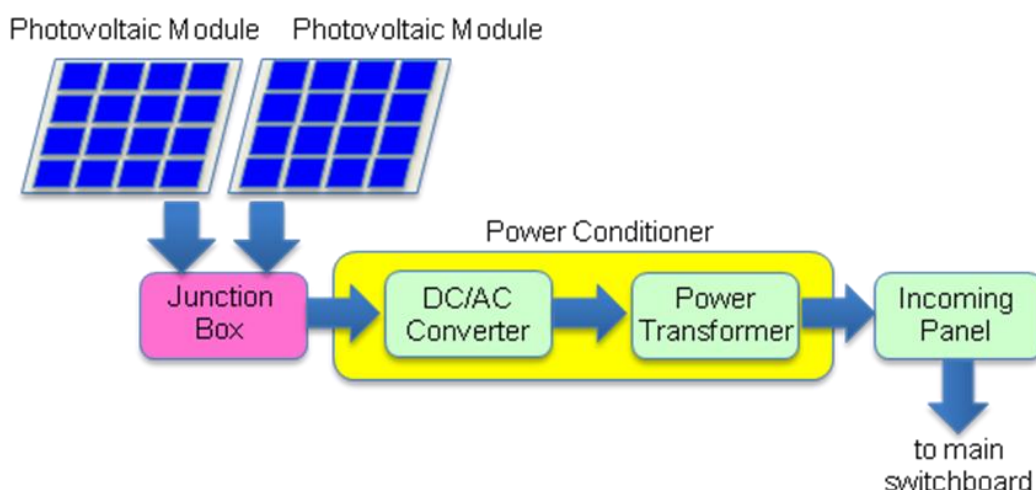 Photovoltaic Module
Photovoltaic Module
Power Conditioner
Junction
Box
DC/AC
Converter
Power
Transformer
Incoming
Panel
to main
switchboard